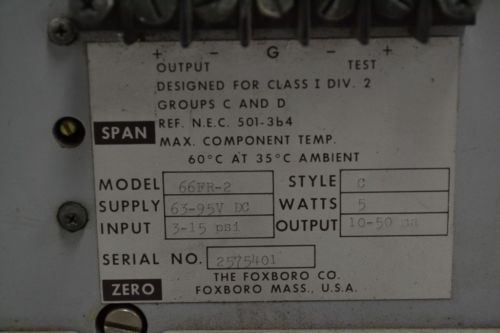 + - G - +
OUTPUT TEST
DESIGNED FOR CLASS I DIV. 2
GROUPS C AND D
REF. N.E.C. 501-3b4
SPAN
MAX. COMPONENT TEMP.
60°C AT 35°C AMBIENT
MODEL 66FR-2 STYLE C
SUPPLY 63-95V DC WATTS 5
INPUT 3-15 psi OUTPUT 10-50 ma
SERIAL NO. 2575401
THE FOXBORO CO.
ZERO FOXBORO MASS., U.S.A.